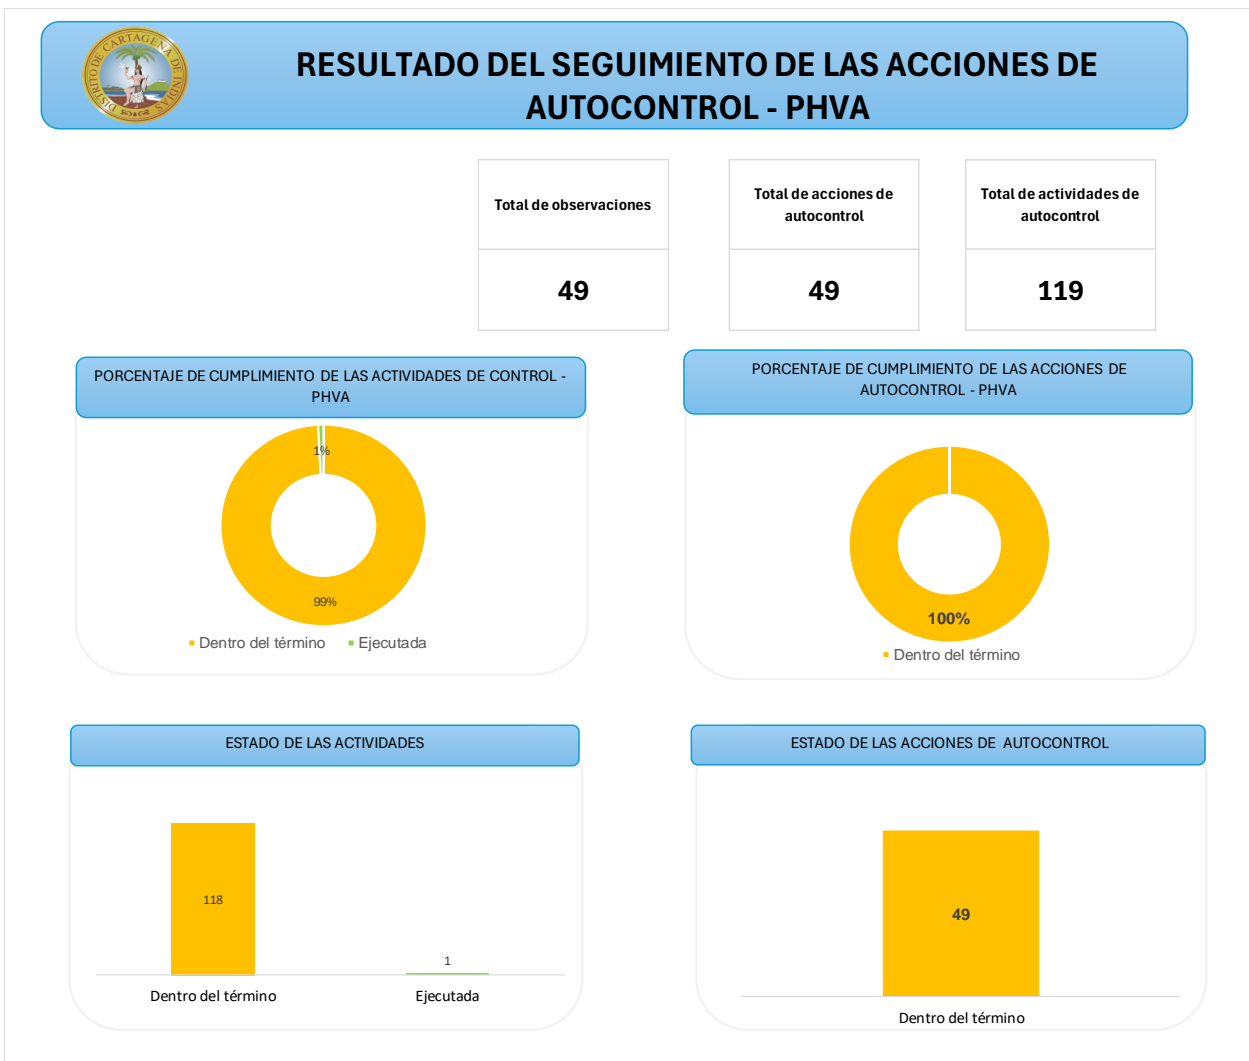 DISTRITO DE CARTAGENA DE INDIAS
RESULTADO DEL SEGUIMIENTO DE LAS ACCIONES DE
AUTOCONTROL - PHVA
Total de observaciones
49
Total de acciones de
autocontrol
49
Total de actividades de
autocontrol
119
PORCENTAJE DE CUMPLIMIENTO DE LAS ACTIVIDADES DE CONTROL -
PHVA
1%
99%
Dentro del término
Ejecutada
PORCENTAJE DE CUMPLIMIENTO DE LAS ACCIONES DE
AUTOCONTROL - PHVA
100%
Dentro del término
ESTADO DE LAS ACTIVIDADES
118
1
Dentro del término
Ejecutada
ESTADO DE LAS ACCIONES DE AUTOCONTROL
49
Dentro del término